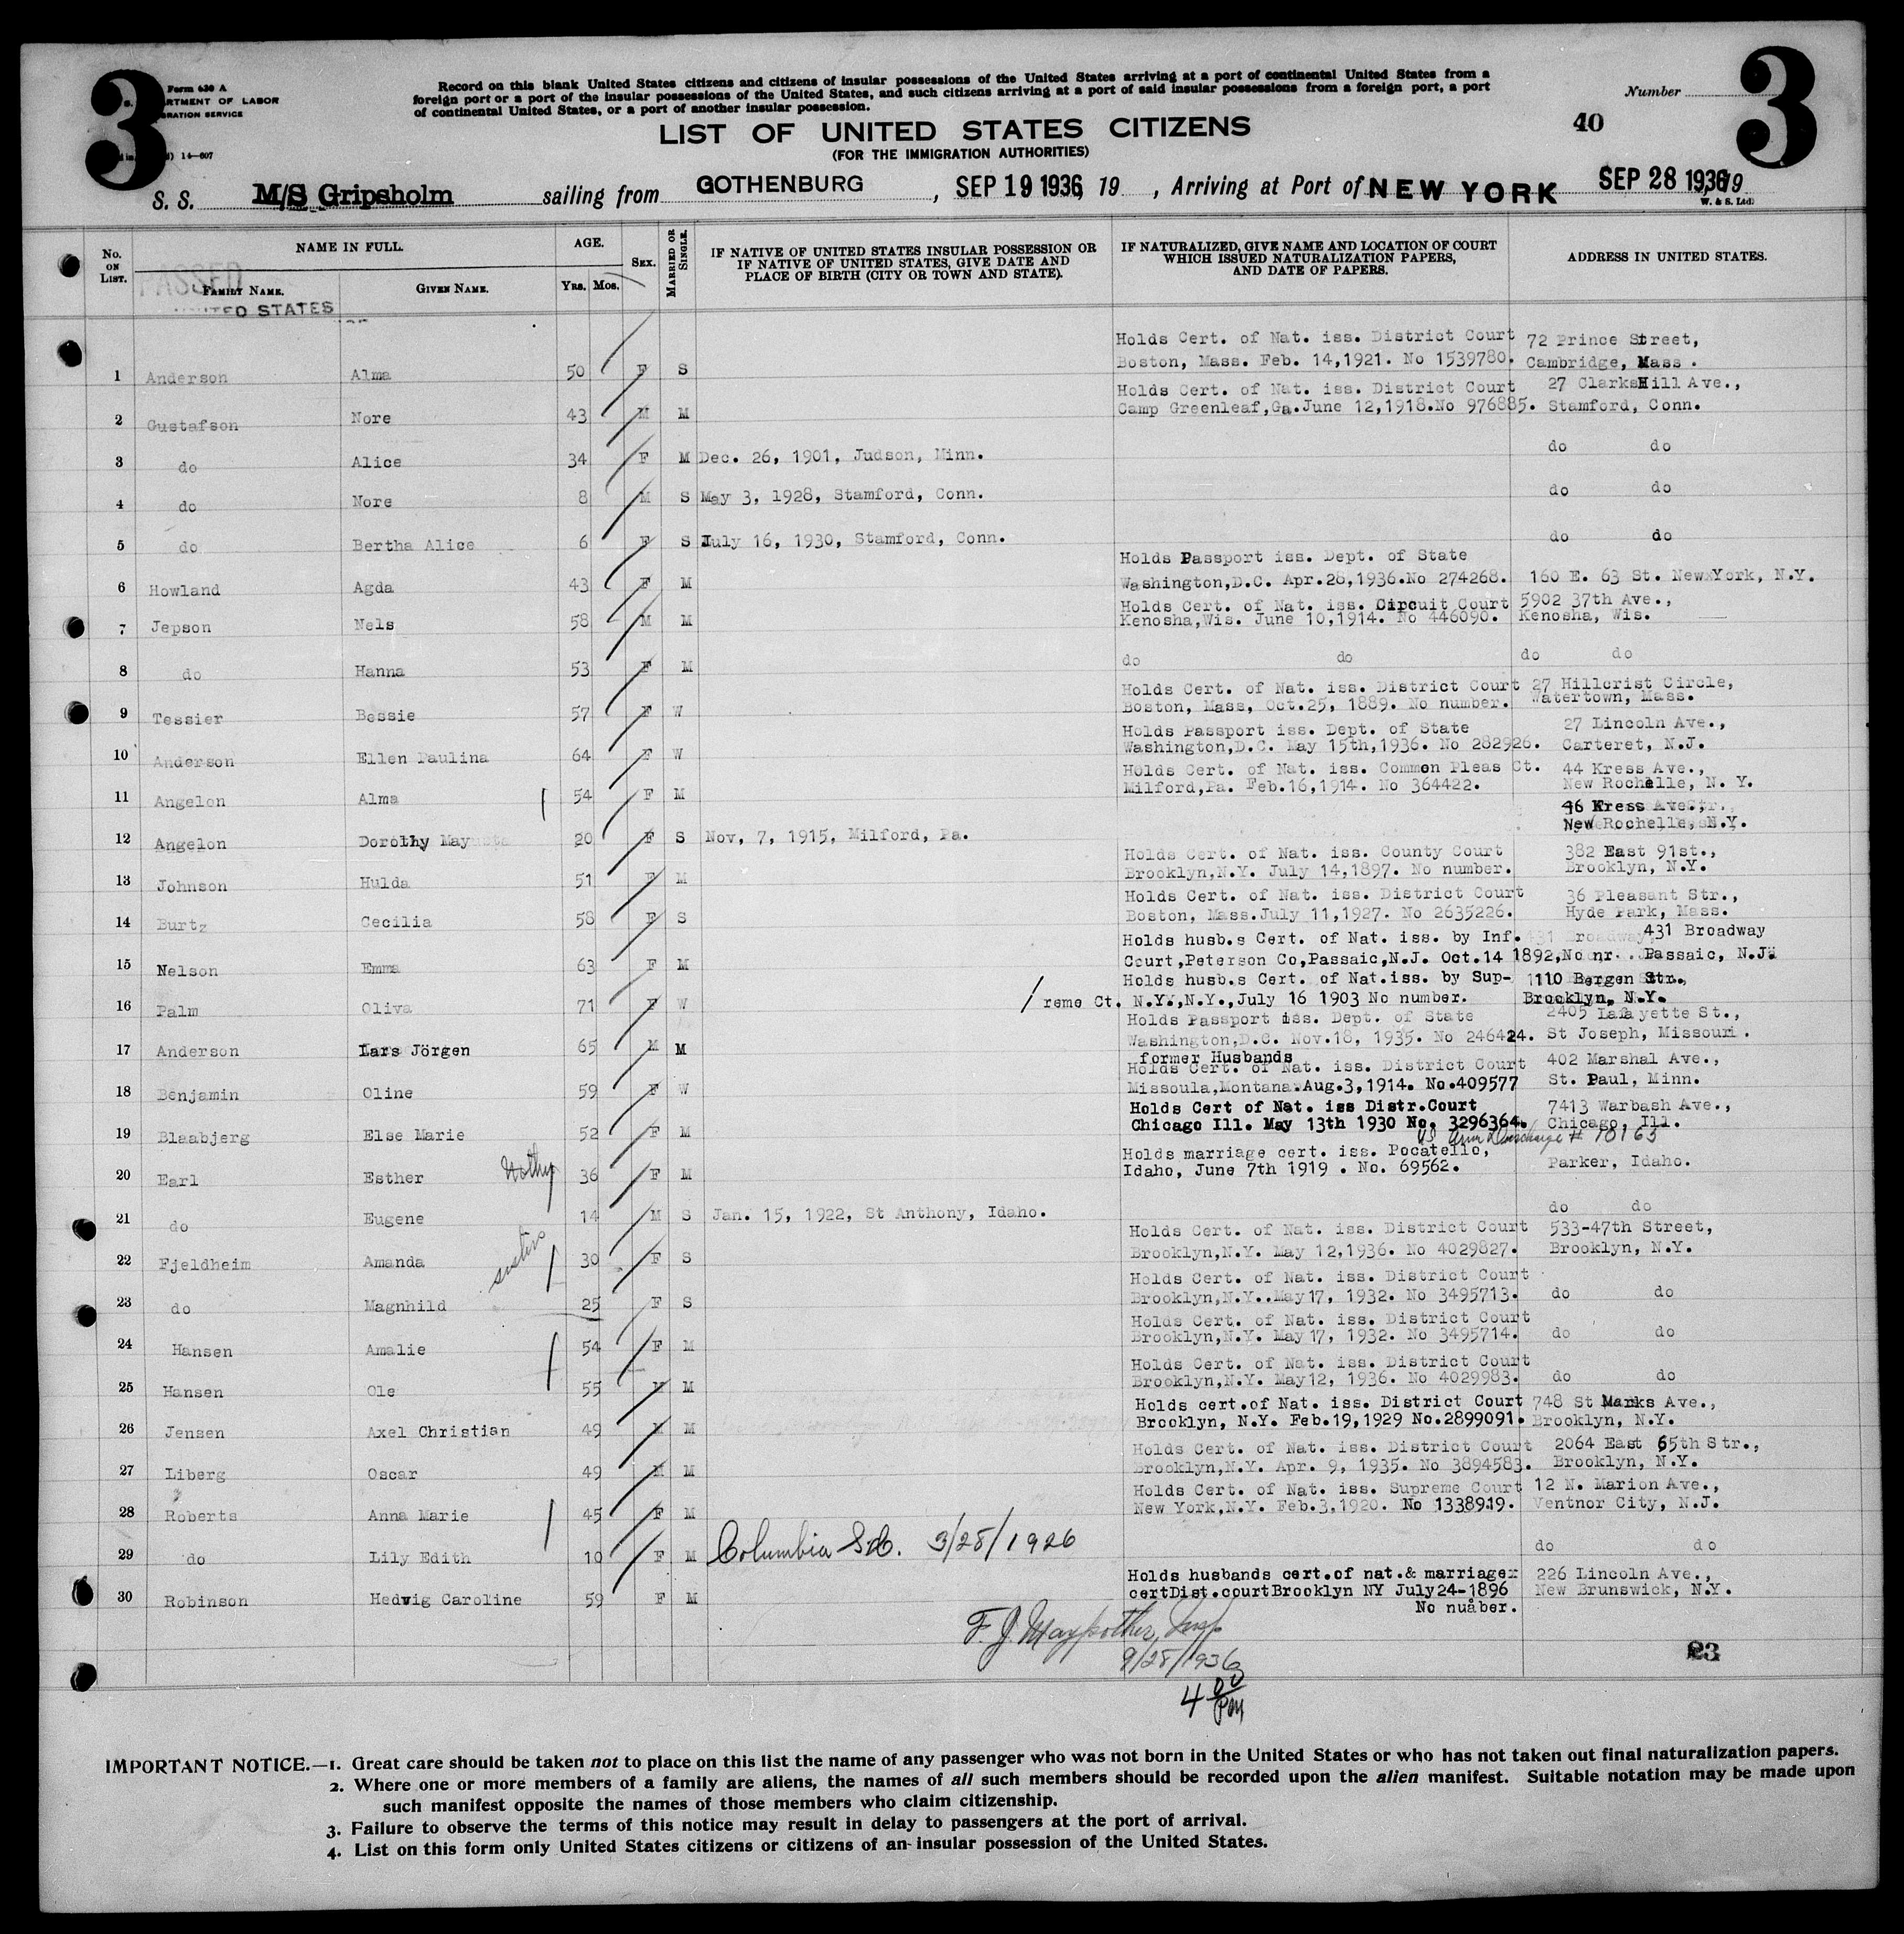 3
3
Form 630 A
DEPARTMENT OF LABOR
IMMIGRATION SERVICE
14—607
Record on this blank United States citizens and citizens of insular possessions of the United States arriving at a port of continental United States from a
foreign port or a port of the insular possessions of the United States, and such citizens arriving at a port of said insular possessions from a foreign port, a port
of continental United States, or a port of another insular possession.
Number
LIST OF UNITED STATES CITIZENS
40
(FOR THE IMMIGRATION AUTHORITIES)
S. S. M/S Gripsholm sailing from GOTHENBURG, SEP 19 1936, 19 , Arriving at Port of NEW YORK SEP 28 1936, 19
W. & S. Ltd.
No. ON LIST.
NAME IN FULL.
FAMILY NAME.
GIVEN NAME.
AGE.
YRS. MOS.
SEX.
MARRIED OR SINGLE.
IF NATIVE OF UNITED STATES INSULAR POSSESSION OR
IF NATIVE OF UNITED STATES, GIVE DATE AND
PLACE OF BIRTH (CITY OR TOWN AND STATE).
IF NATURALIZED, GIVE NAME AND LOCATION OF COURT
WHICH ISSUED NATURALIZATION PAPERS,
AND DATE OF PAPERS.
ADDRESS IN UNITED STATES.
PASSED
UNITED STATES
Holds Cert. of Nat. iss. District Court 72 Prince Street,
1 Anderson Alma 50 F S Boston, Mass. Feb. 14,1921. No 1539780. Cambridge, Mass.
Holds Cert. of Nat. iss. District Court 27 ClarksHill Ave.,
2 Gustafson Nore 43 M M Camp Greenleaf,Ga.June 12,1918.No 976885. Stamford, Conn.
3 do Alice 34 F M Dec. 26, 1901, Judson, Minn. do do
4 do Nore 8 M S May 3, 1928, Stamford, Conn. do do
5 do Bertha Alice 6 F S July 16, 1930, Stamford, Conn. do do
Holds Passport iss. Dept. of State
6 Howland Agda 43 F M Washington,D.C. Apr.28,1936.No 274268. 160 E. 63 St. New York, N.Y.
Holds Cert. of Nat. iss. Circuit Court 5902 37th Ave.,
7 Jepson Nels 58 M M Kenosha,Wis. June 10,1914. No 446090. Kenosha, Wis.
8 do Hanna 53 F M do do do do
Holds Cert. of Nat. iss. District Court 27 Hillcrist Circle,
9 Tessier Bessie 57 F W Boston, Mass, Oct.25, 1889. No number. Watertown, Mass.
Holds Passport iss. Dept. of State 27 Lincoln Ave.,
10 Anderson Ellen Paulina 64 F W Washington,D.C. May 15th,1936. No 282926. Carteret, N.J.
Holds Cert. of Nat. iss. Common Pleas Ct. 44 Kress Ave.,
11 Angelon Alma 54 F M Milford,Pa. Feb.16,1914. No 364422. New Rochelle, N. Y.
46 Kress Ave.,
12 Angelon Dorothy May 20 F S Nov, 7, 1915, Milford, Pa. New Rochelle, N.Y.
Holds Cert. of Nat. iss. County Court 382 East 91st.,
13 Johnson Hulda 51 F M Brooklyn,N.Y. July 14,1897. No number. Brooklyn, N.Y.
Holds Cert. of Nat. iss. District Court 36 Pleasant Str.,
14 Burtz Cecilia 58 F S Boston, Mass.July 11,1927. No 2635226. Hyde Park, Mass.
Holds husb.s Cert. of Nat. iss. by Inf. 431 Broadway
15 Nelson Emma 63 F M Court,Peterson Co,Passaic,N.J. Oct.14 1892,No nr. Passaic, N.J.
Holds husb.s Cert. of Nat.iss. by Sup- 1110 Bergen Str.,
16 Palm Oliva 71 F W / reme Ct. N.Y.,N.Y.,July 16 1903 No number. Brooklyn, N.Y.
Holds Passport iss. Dept. of State 2405 Lafayette St.,
17 Anderson Lars Jörgen 65 M M Washington,D.C. Nov.18, 1935. No 246424. St Joseph, Missouri.
former Husbands
Holds Cert. of Nat. iss. District Court 402 Marshal Ave.,
18 Benjamin Oline 59 F W Missoula,Montana.Aug.3,1914. No.409577 St. Paul, Minn.
Holds Cert of Nat. iss Distr.Court 7413 Warbash Ave.,
19 Blaabjerg Else Marie 52 F M Chicago Ill. May 13th 1930 No. 3296364. Chicago, Ill.
US Army Discharge # 10163
Holds marriage cert. iss. Pocatello,
20 Earl Esther 36 F M Idaho, June 7th 1919 . No. 69562. Parker, Idaho.
21 do Eugene 14 M S Jan. 15, 1922, St Anthony, Idaho. do do
Holds Cert. of Nat. iss. District Court 533-47th Street,
22 Fjeldheim Amanda sisters 30 F S Brooklyn,N.Y. May 12,1936. No 4029827. Brooklyn, N.Y.
Holds Cert. of Nat. iss. District Court
23 do Magnhild 25 F S Brooklyn,N.Y..May17, 1932. No 3495713. do do
Holds Cert. of Nat. iss. District Court
24 Hansen Amalie 54 F M Brooklyn,N.Y. May17, 1932. No 3495714. do do
Holds Cert. of Nat. iss. District Court
25 Hansen Ole 55 M M Brooklyn,N.Y. May12, 1936. No 4029983. do do
Holds cert.of Nat. iss. District Court 748 St Marks Ave.,
26 Jensen Axel Christian 49 M M Brooklyn, N.Y. Feb.19,1929 No.2899091. Brooklyn, N.Y.
Holds Cert. of Nat. iss. District Court 2064 East 65th Str.,
27 Liberg Oscar 49 M M Brooklyn,N.Y. Apr. 9, 1935. No 3894583. Brooklyn, N.Y.
Holds Cert. of Nat. iss. Supreme Court 12 N. Marion Ave.,
28 Roberts Anna Marie 45 F M New York,N.Y. Feb.3,1920. No 1338919. Ventnor City, N.J.
29 do Lily Edith 10 F M Columbia S.C. 3/28/1926 do do
Holds husbands cert.of nat.& marriage 226 Lincoln Ave.,
30 Robinson Hedwig Caroline 59 F M certDist.courtBrooklyn NY July24-1896 New Brunswick, N.Y.
No nuåber.
F. J. Maypother, Insp
9/28/1936
4 00 PM
23
IMPORTANT NOTICE.—1. Great care should be taken not to place on this list the name of any passenger who was not born in the United States or who has not taken out final naturalization papers.
2. Where one or more members of a family are aliens, the names of all such members should be recorded upon the alien manifest. Suitable notation may be made upon
such manifest opposite the names of those members who claim citizenship.
3. Failure to observe the terms of this notice may result in delay to passengers at the port of arrival.
4. List on this form only United States citizens or citizens of an insular possession of the United States.